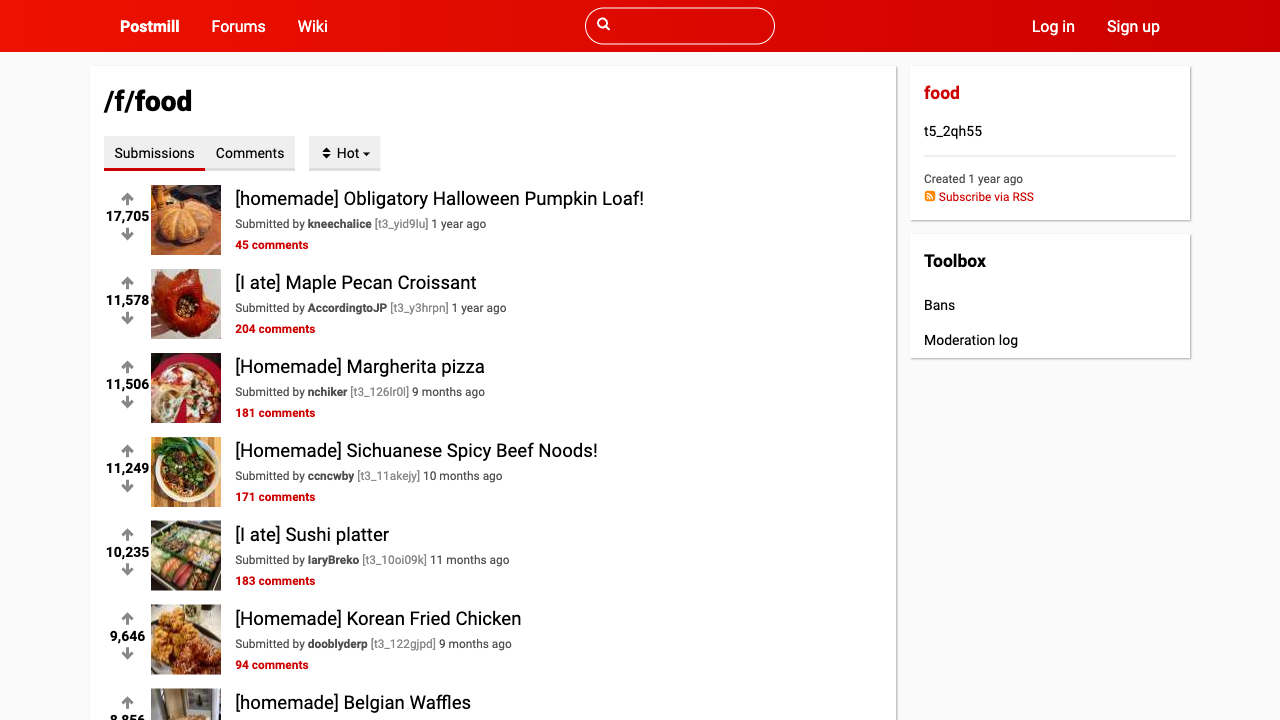 Postmill Forums Wiki Log in Sign up
/f/food
Submissions Comments Hot
[homemade] Obligatory Halloween Pumpkin Loaf!
17,705
Submitted by kneechalice [t3_yid9lu] 1 year ago
45 comments
[I ate] Maple Pecan Croissant
11,578
Submitted by AccordingtoJP [t3_y3hrpn] 1 year ago
204 comments
[Homemade] Margherita pizza
11,506
Submitted by nchiker [t3_126lr0l] 9 months ago
181 comments
[Homemade] Sichuanese Spicy Beef Noods!
11,249
Submitted by ccncwby [t3_11akejy] 10 months ago
171 comments
[I ate] Sushi platter
10,235
Submitted by IaryBreko [t3_10oi09k] 11 months ago
183 comments
[Homemade] Korean Fried Chicken
9,646
Submitted by dooblyderp [t3_122gjpd] 9 months ago
94 comments
[homemade] Belgian Waffles
8,856
food
t5_2qh55
Created 1 year ago
Subscribe via RSS
Toolbox
Bans
Moderation log